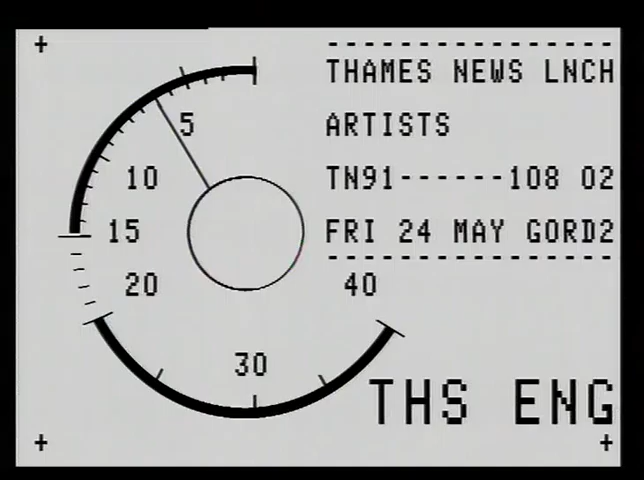 THAMES NEWS LNCH
ARTISTS
TN91------108 02
FRI 24 MAY GORD2
5
10
15
20
30
40
THS ENG